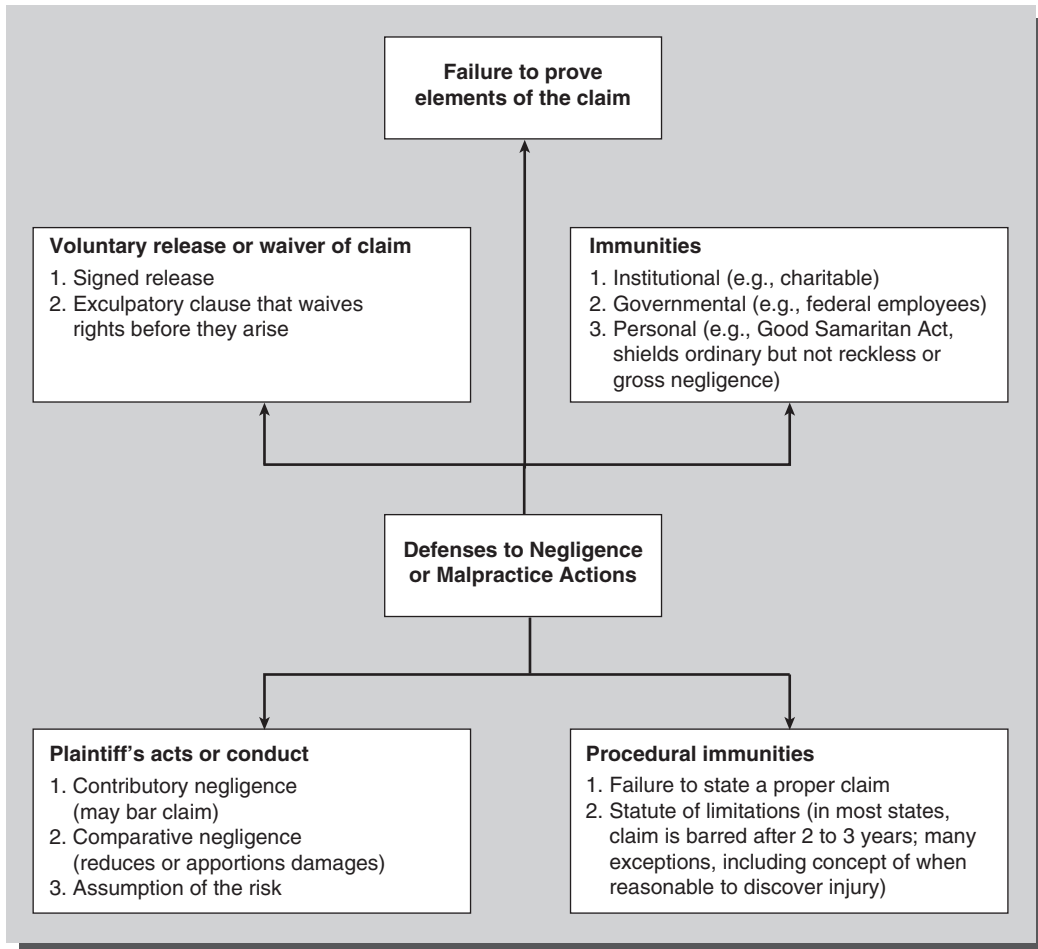 Failure to prove
elements of the claim
Voluntary release or waiver of claim
1. Signed release
2. Exculpatory clause that waives
rights before they arise
Immunities
1. Institutional (e.g., charitable)
2. Governmental (e.g., federal employees)
3. Personal (e.g., Good Samaritan Act,
shields ordinary but not reckless or
gross negligence)
Defenses to Negligence
or Malpractice Actions
Plaintiff’s acts or conduct
1. Contributory negligence
(may bar claim)
2. Comparative negligence
(reduces or apportions damages)
3. Assumption of the risk
Procedural immunities
1. Failure to state a proper claim
2. Statute of limitations (in most states,
claim is barred after 2 to 3 years; many
exceptions, including concept of when
reasonable to discover injury)